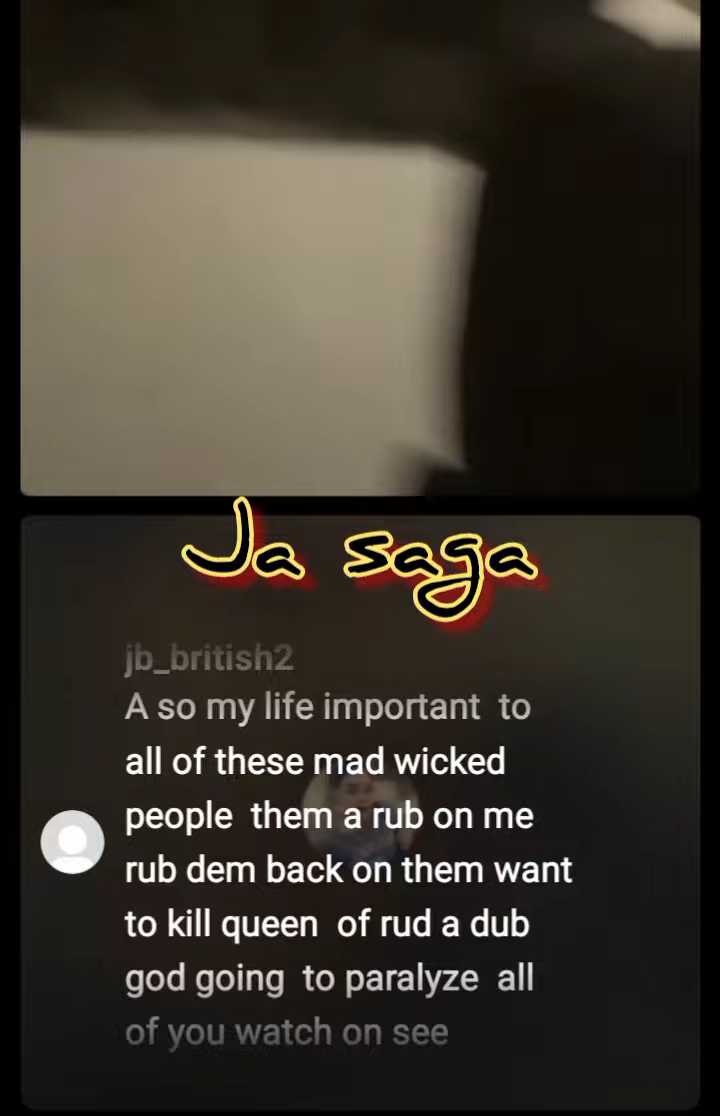 Ja saga
jb_british2
A so my life important  to
all of these mad wicked
people  them a rub on me
rub dem back on them want
to kill queen  of rud a dub
god going  to paralyze  all
of you watch on see